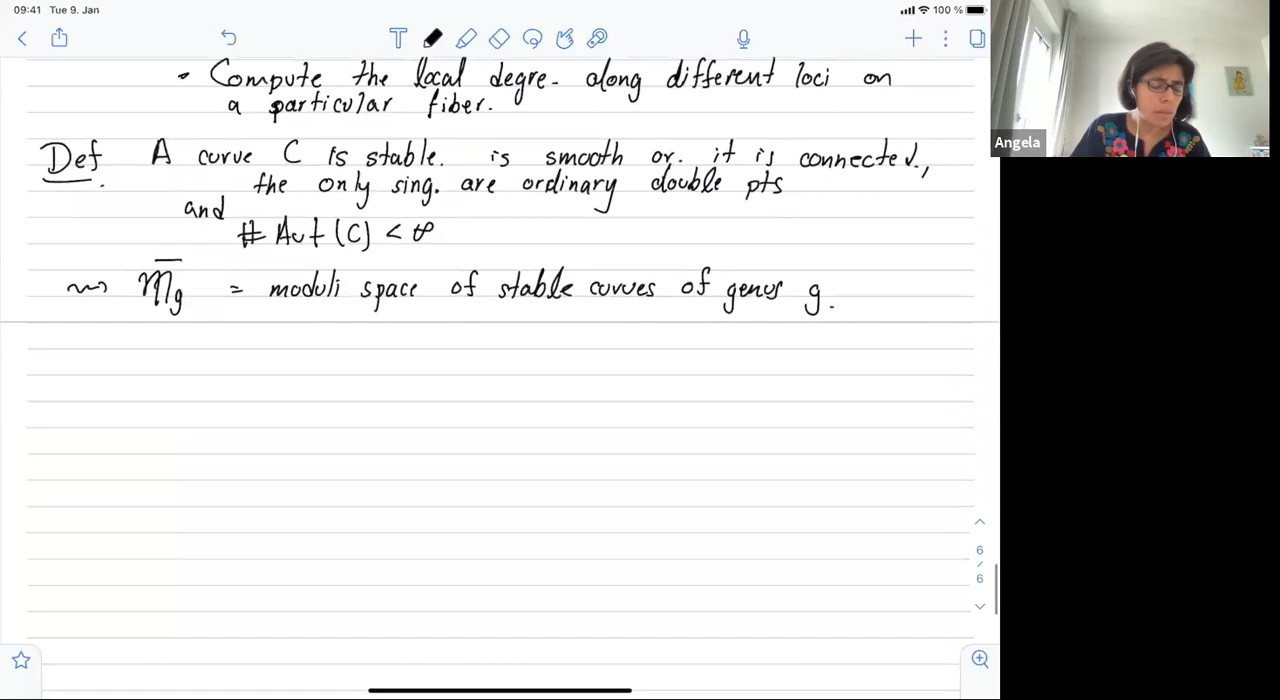 09:41 Tue 9. Jan
100 %
• Compute the local degre- along different loci on
a particular fiber.
Def. A curve C is stable. is smooth or. it is connected.,
the only sing. are ordinary double pts
and
# Aut (C) < ∞
⇝ M̅g = moduli space of stable curves of genus g.
Angela
6
/
6